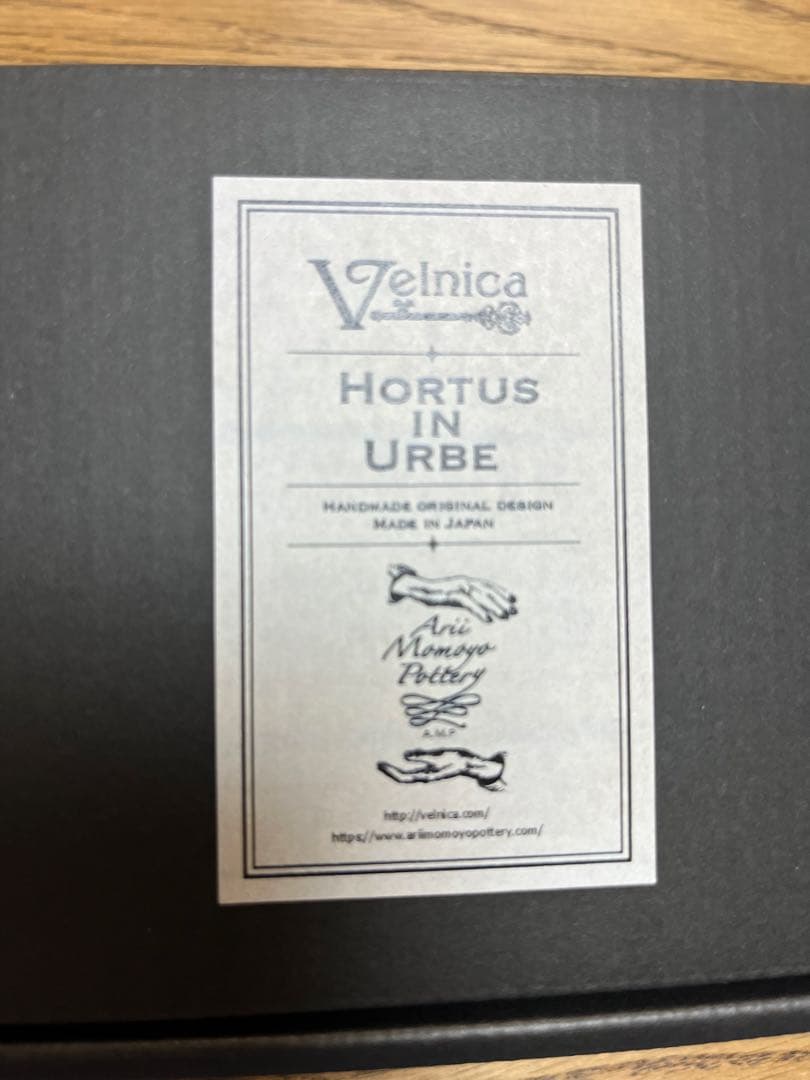 Velnica
HORTUS
IN
URBE
HANDMADE ORIGINAL DESIGN
MADE IN JAPAN
Arii
Momoyo
Pottery
A.M.P
http://velnica.com/
https://www.ariimomoyopottery.com/